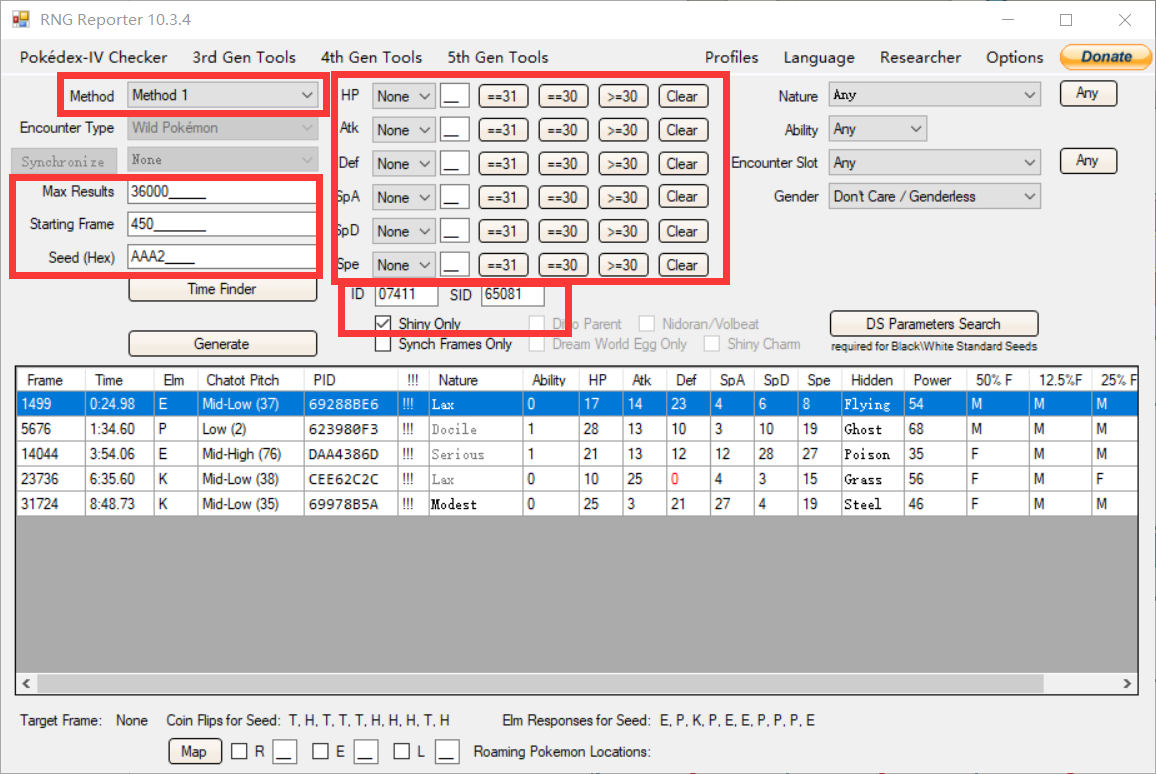 RNG Reporter 10.3.4
Pokédex-IV Checker 3rd Gen Tools 4th Gen Tools 5th Gen Tools Profiles Language Researcher Options Donate
Method Method 1 HP None __ ==31 ==30 >=30 Clear Nature Any Any
Encounter Type Wild Pokémon Atk None __ ==31 ==30 >=30 Clear Ability Any
Synchronize None Def None __ ==31 ==30 >=30 Clear Encounter Slot Any Any
Max Results 36000_____ SpA None __ ==31 ==30 >=30 Clear Gender Don't Care / Genderless
Starting Frame 450_______ SpD None __ ==31 ==30 >=30 Clear
Seed (Hex) AAA2____ Spe None __ ==31 ==30 >=30 Clear
Time Finder ID 07411 SID 65081
Shiny Only Ditto Parent Nidoran/Volbeat DS Parameters Search
Generate Synch Frames Only Dream World Egg Only Shiny Charm required for Black\White Standard Seeds
Frame Time Elm Chatot Pitch PID !!! Nature Ability HP Atk Def SpA SpD Spe Hidden Power 50% F 12.5%F 25% F
1499 0:24.98 E Mid-Low (37) 69288BE6 !!! Lax 0 17 14 23 4 6 8 Flying 54 M M M
5676 1:34.60 P Low (2) 623980F3 !!! Docile 1 28 13 10 3 10 19 Ghost 68 M M M
14044 3:54.06 E Mid-High (76) DAA4386D !!! Serious 1 21 13 12 12 28 27 Poison 35 F M M
23736 6:35.60 K Mid-Low (38) CEE62C2C !!! Lax 0 10 25 0 4 3 15 Grass 56 F M F
31724 8:48.73 K Mid-Low (35) 69978B5A !!! Modest 0 25 3 21 27 4 19 Steel 46 F M M
Target Frame: None Coin Flips for Seed: T, H, T, T, T, H, H, H, T, H Elm Responses for Seed: E, P, K, P, E, E, P, P, P, E
Map R __ E __ L __ Roaming Pokemon Locations: